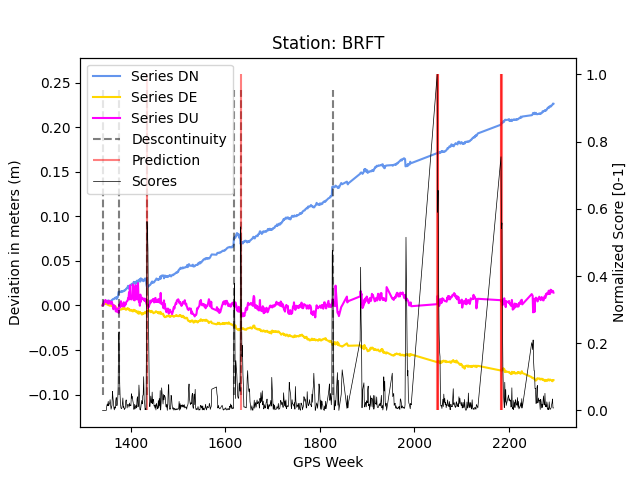 Station: BRFT
Series DN
Series DE
Series DU
Descontinuity
Prediction
Scores
Deviation in meters (m)
0.25
0.20
0.15
0.10
0.05
0.00
−0.05
−0.10
1.0
0.8
0.6
0.4
0.2
0.0
Normalized Score [0-1]
1400 1600 1800 2000 2200
GPS Week